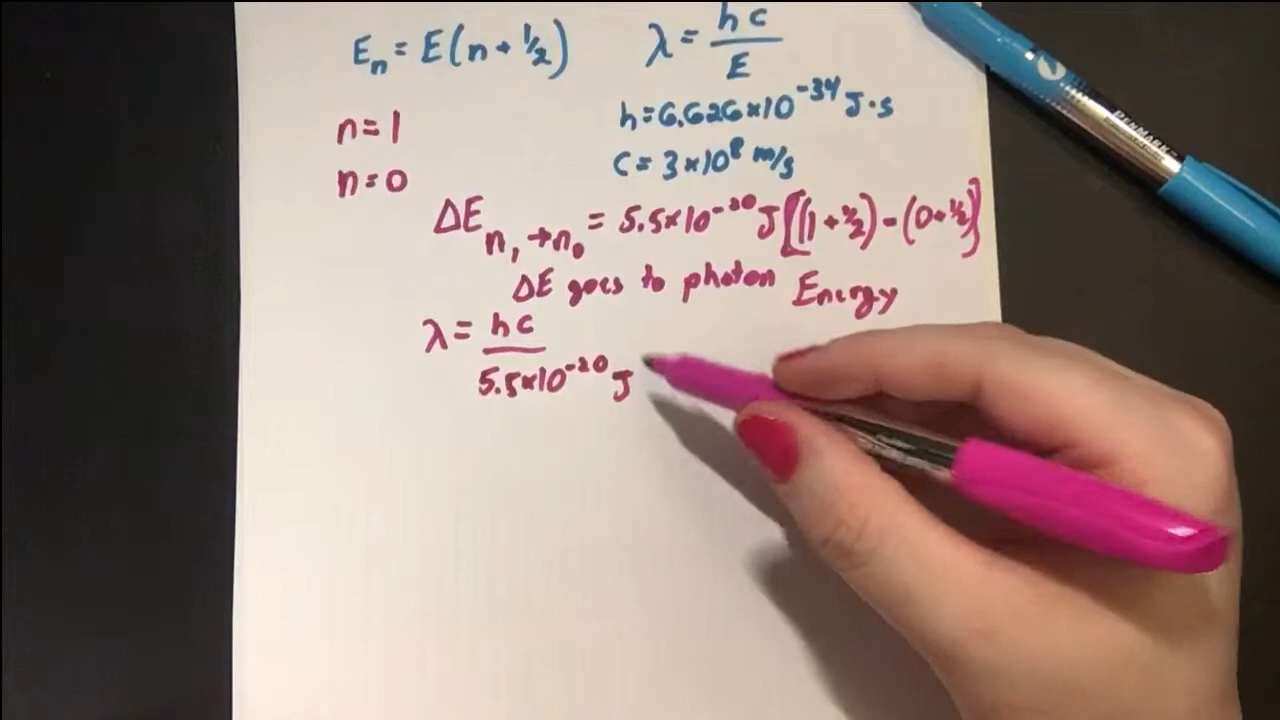 Eₙ = E(n + 1/2)
λ = hc/E
n = 1
h = 6.626 × 10⁻³⁴ J·s
n = 0
c = 3 × 10⁸ m/s
ΔE n₁→n₀ = 5.5 × 10⁻²⁰ J [(1 + 1/2) - (0 + 1/2)]
ΔE goes to photon Energy
λ = hc / 5.5 × 10⁻²⁰ J
PENMARK